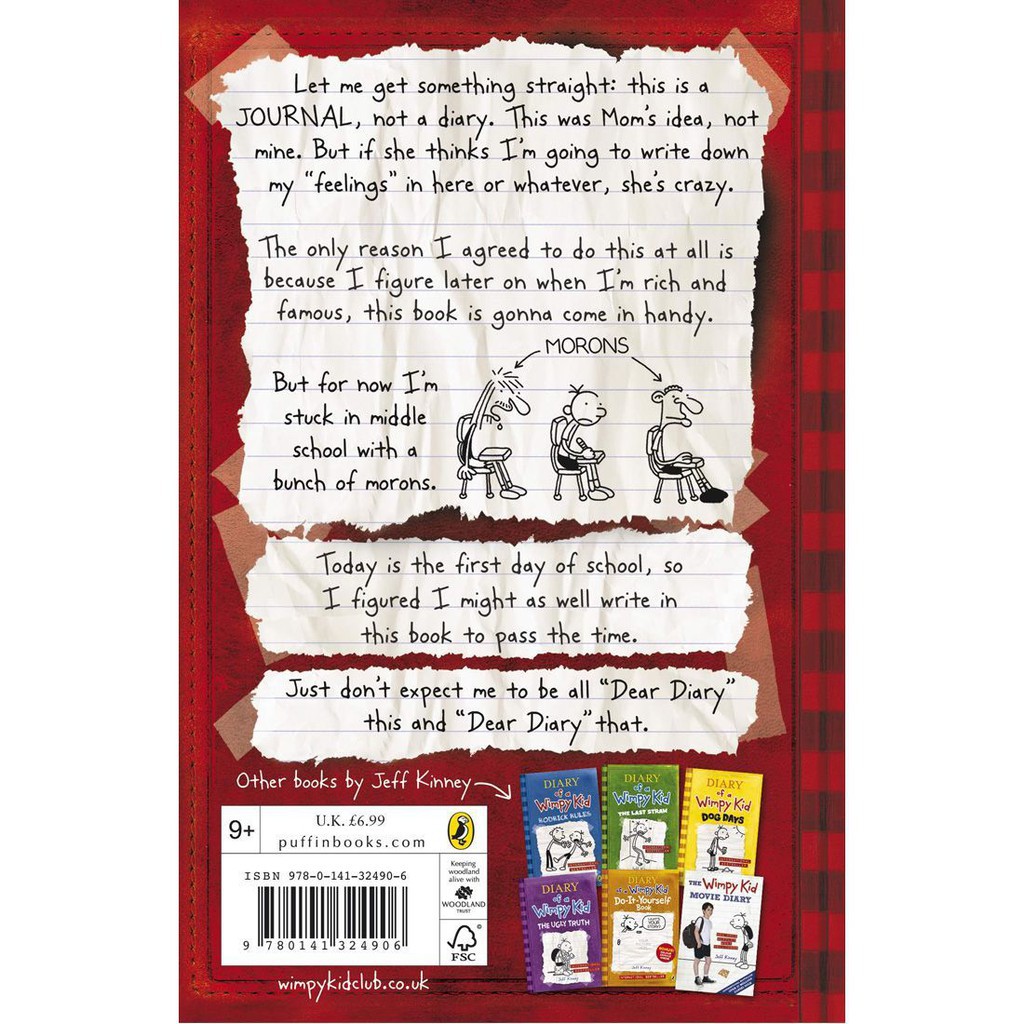 Let me get something straight: this is a
JOURNAL, not a diary. This was Mom's idea, not
mine. But if she thinks I'm going to write down
my "feelings" in here or whatever, she's crazy.
The only reason I agreed to do this at all is
because I figure later on when I'm rich and
famous, this book is gonna come in handy.
MORONS
But for now I'm
stuck in middle
school with a
bunch of morons.
Today is the first day of school, so
I figured I might as well write in
this book to pass the time.
Just don't expect me to be all "Dear Diary"
this and "Dear Diary" that.
Other books by Jeff Kinney
DIARY
of a
Wimpy Kid
RODRICK RULES
DIARY
of a
Wimpy Kid
THE LAST STRAW
DIARY
of a
Wimpy Kid
DOG DAYS
DIARY
of a
Wimpy Kid
THE UGLY TRUTH
DIARY
of a Wimpy Kid
Do-It-Yourself
Book
Jeff Kinney
THE Wimpy Kid
MOVIE DIARY
Jeff Kinney
9+
U.K. £6.99
puffinbooks.com
Keeping
woodland
alive with
WOODLAND
TRUST
FSC
®
ISBN 978-0-141-32490-6
9 780141 324906
wimpykidclub.co.uk